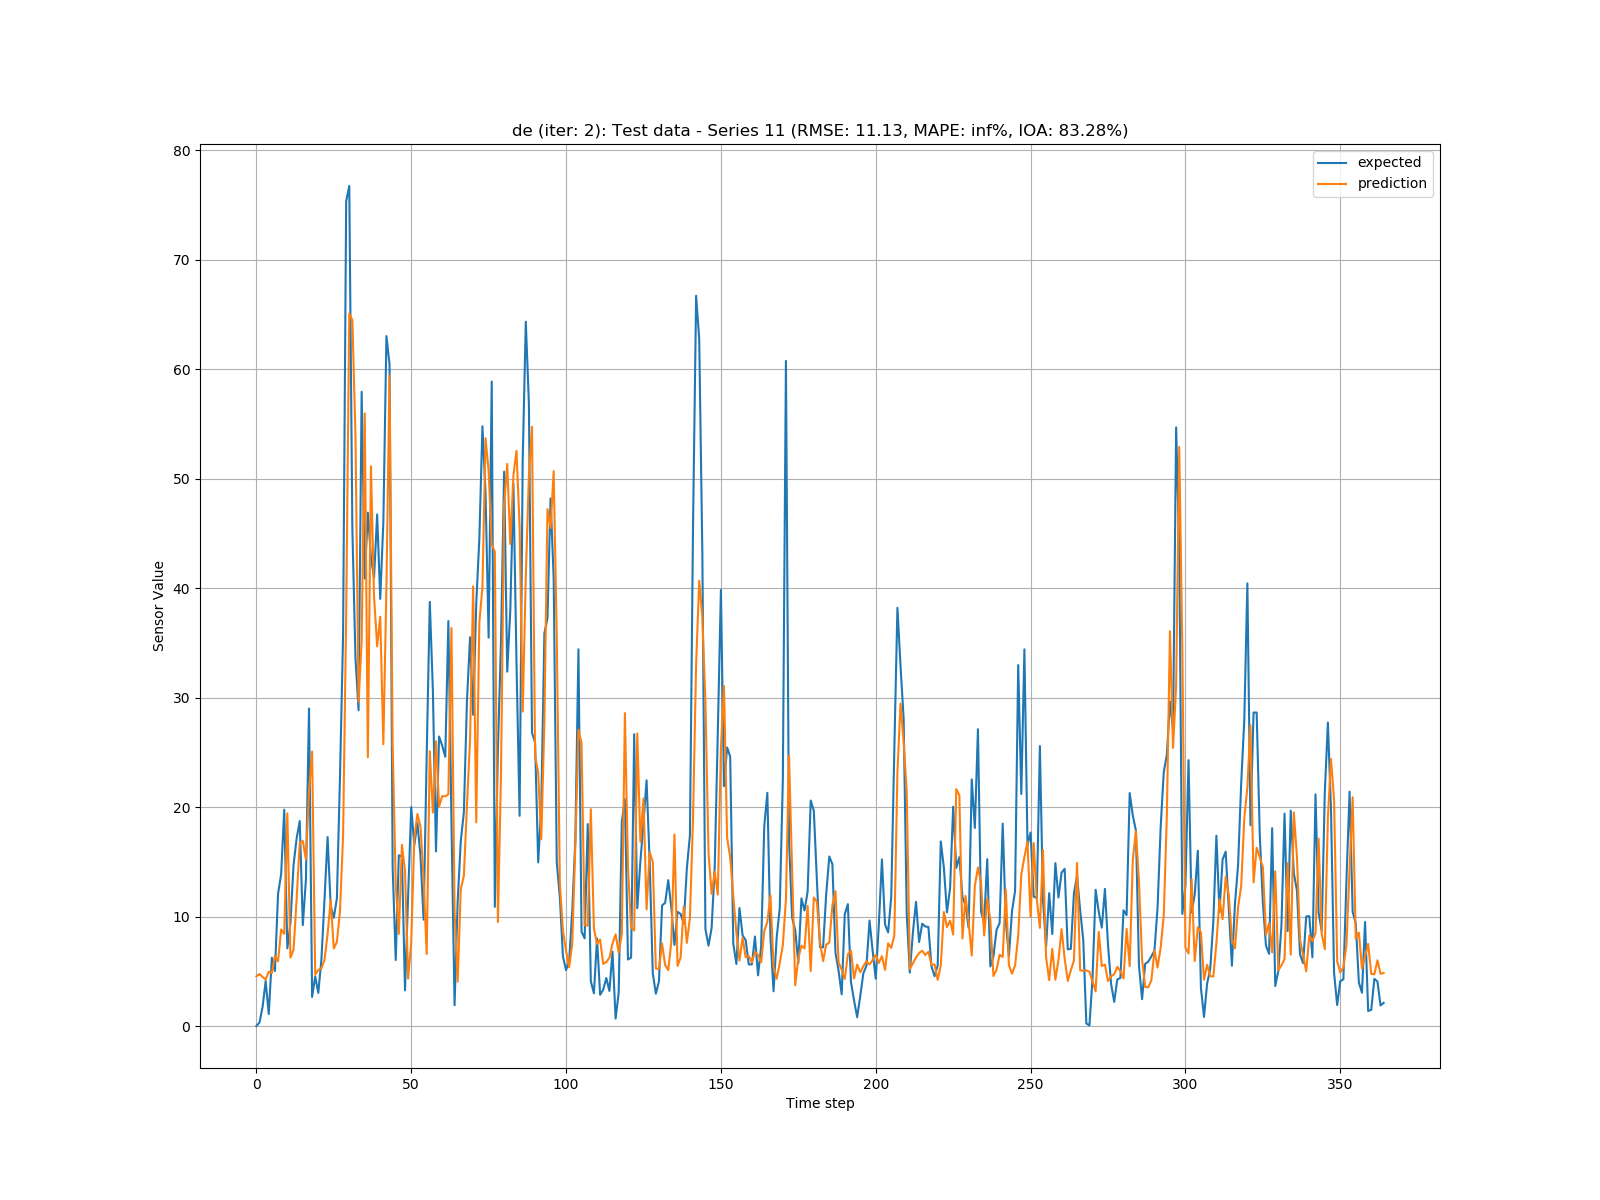 de (iter: 2): Test data - Series 11 (RMSE: 11.13, MAPE: inf%, IOA: 83.28%)
expected
prediction
80
70
60
50
40
30
20
10
0
Sensor Value
0 50 100 150 200 250 300 350
Time step